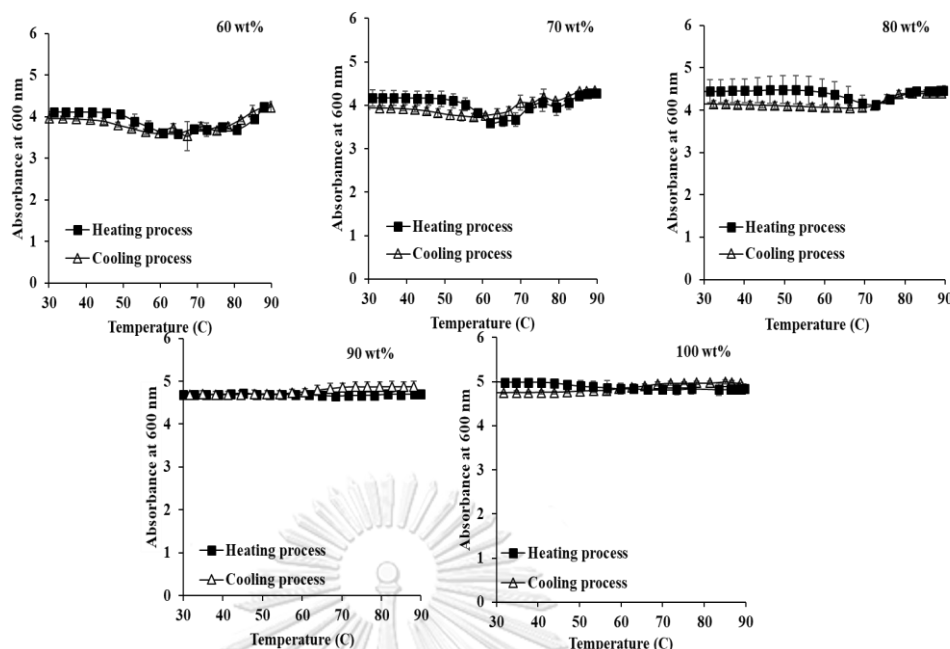 60 wt%
6
5
4
3
2
1
0
Absorbance at 600 nm
Heating process
Cooling process
30 40 50 60 70 80 90
Temperature (C)
70 wt%
6
5
4
3
2
1
0
Absorbamce at 600 nm
Heating process
Cooling process
30 40 50 60 70 80 90
Temperature (C)
80 wt%
6
5
4
3
2
1
0
Absorbance at 600 nm
Heating process
Cooling process
30 40 50 60 70 80 90
Temperature (C)
90 wt%
6
5
4
3
2
1
0
Absorbance at 600 nm
Heating process
Cooling process
30 40 50 60 70 80 90
Temperature (C)
100 wt%
6
5
4
3
2
1
0
Absorbance at 600 nm
Heating process
Cooling process
30 40 50 60 70 80 90
Temperature (C)